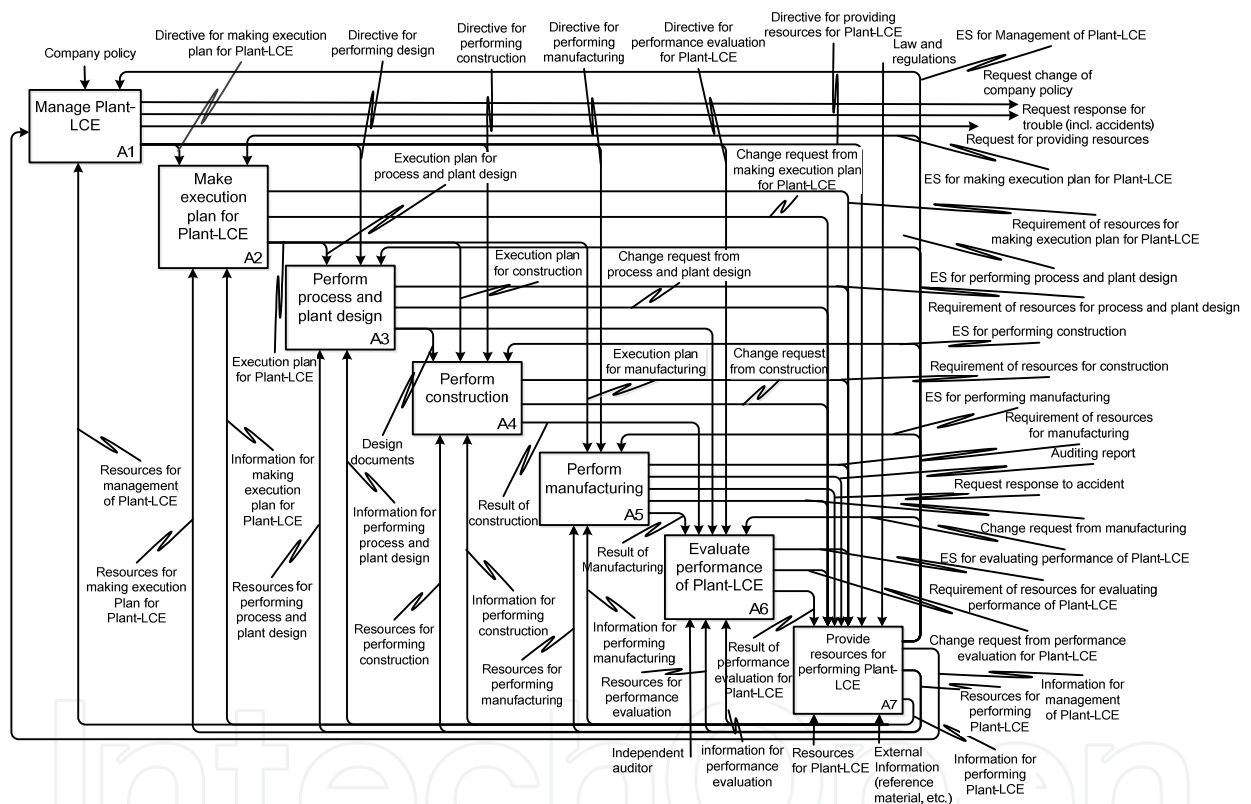 Directive for making execution
plan for Plant-LCE
Directive for
performing design
Directive for
performing
construction
Directive for
performing
manufacturing
Directive for
performance evaluation
for Plant-LCE
Directive for providing
resources for Plant-LCE
Law and
regulations
ES for Management of Plant-LCE
Company policy
Request change of
company policy
Manage Plant-
LCE
A1
Request response for
trouble (incl. accidents)
Request for providing resources
Execution plan for
process and plant design
Change request from
making execution plan
for Plant-LCE
ES for making execution plan for Plant-LCE
Make
execution
plan for
Plant-LCE
A2
Requirement of resources for
making execution plan for Plant-LCE
Execution plan
for construction
Change request from
process and plant design
ES for performing process and plant design
Perform
process and
plant design
A3
Requirement of resources for process and plant design
ES for performing construction
Execution plan
for Plant-LCE
Execution plan
for manufacturing
Change request
from construction
Requirement of resources for construction
Perform
construction
A4
ES for performing manufacturing
Requirement of resources
for manufacturing
Design
documents
Auditing report
Resources for
management
of Plant-LCE
Information for
making
execution
plan for
Plant-LCE
Perform
manufacturing
A5
Request response to accident
Result of
construction
Information for
performing
process and
plant design
Change request from manufacturing
Result of
Manufacturing
Evaluate
performance
of Plant-LCE
A6
ES for evaluating performance of Plant-LCE
Resources for
making execution
Plan for
Plant-LCE
Resources for
performing
process and
plant design
Requirement of resources for evaluating
performance of Plant-LCE
Information for
performing
construction
Resources for
performing
construction
Information for
performing
manufacturing
Provide
resources for
performing Plant-
LCE
A7
Change request from performance
evaluation for Plant-LCE
Resources for
performing
manufacturing
Resources for
performance
evaluation
Result of
performance
evaluation for
Plant-LCE
Resources for
performing
Plant-LCE
Information for
management
of Plant-LCE
Independent
auditor
information for
performance
evaluation
Resources
for Plant-LCE
External
Information
(reference
material, etc.)
Information for
performing
Plant-LCE
IntechOpen